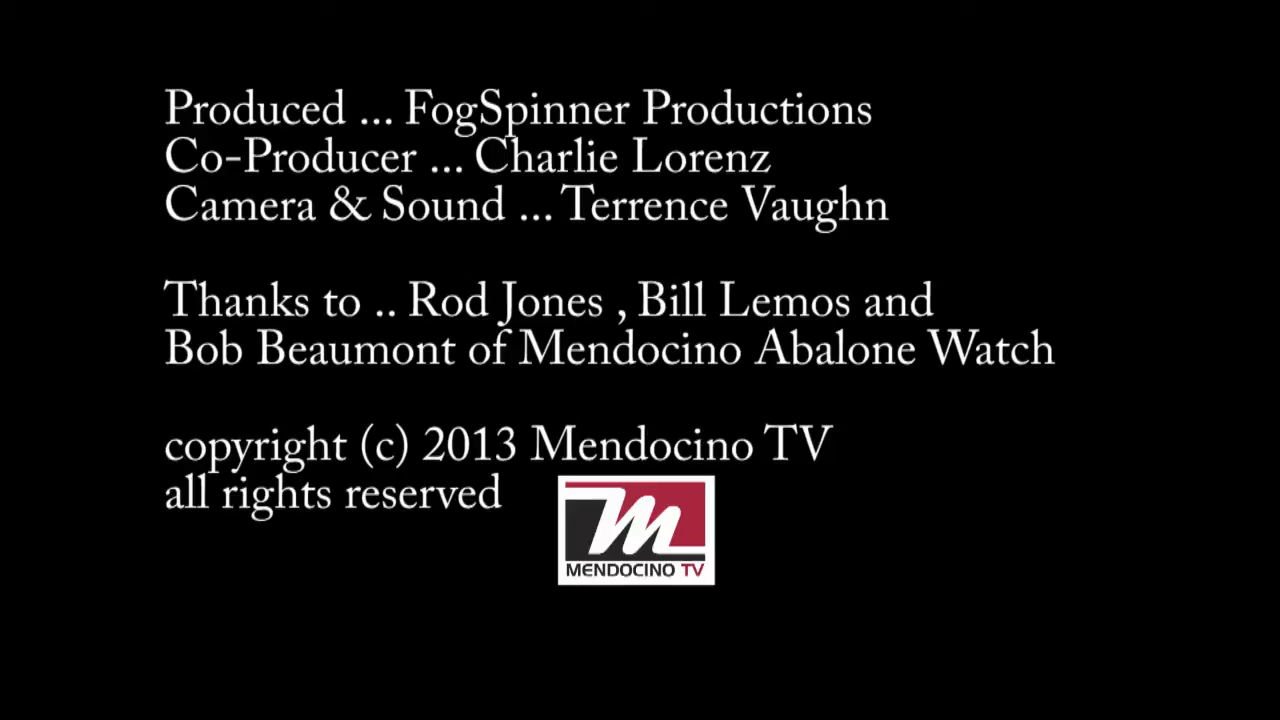 Produced ... FogSpinner Productions
Co-Producer ... Charlie Lorenz
Camera & Sound ... Terrence Vaughn
Thanks to .. Rod Jones , Bill Lemos and
Bob Beaumont of Mendocino Abalone Watch
copyright (c) 2013 Mendocino TV
all rights reserved
M
MENDOCINO TV